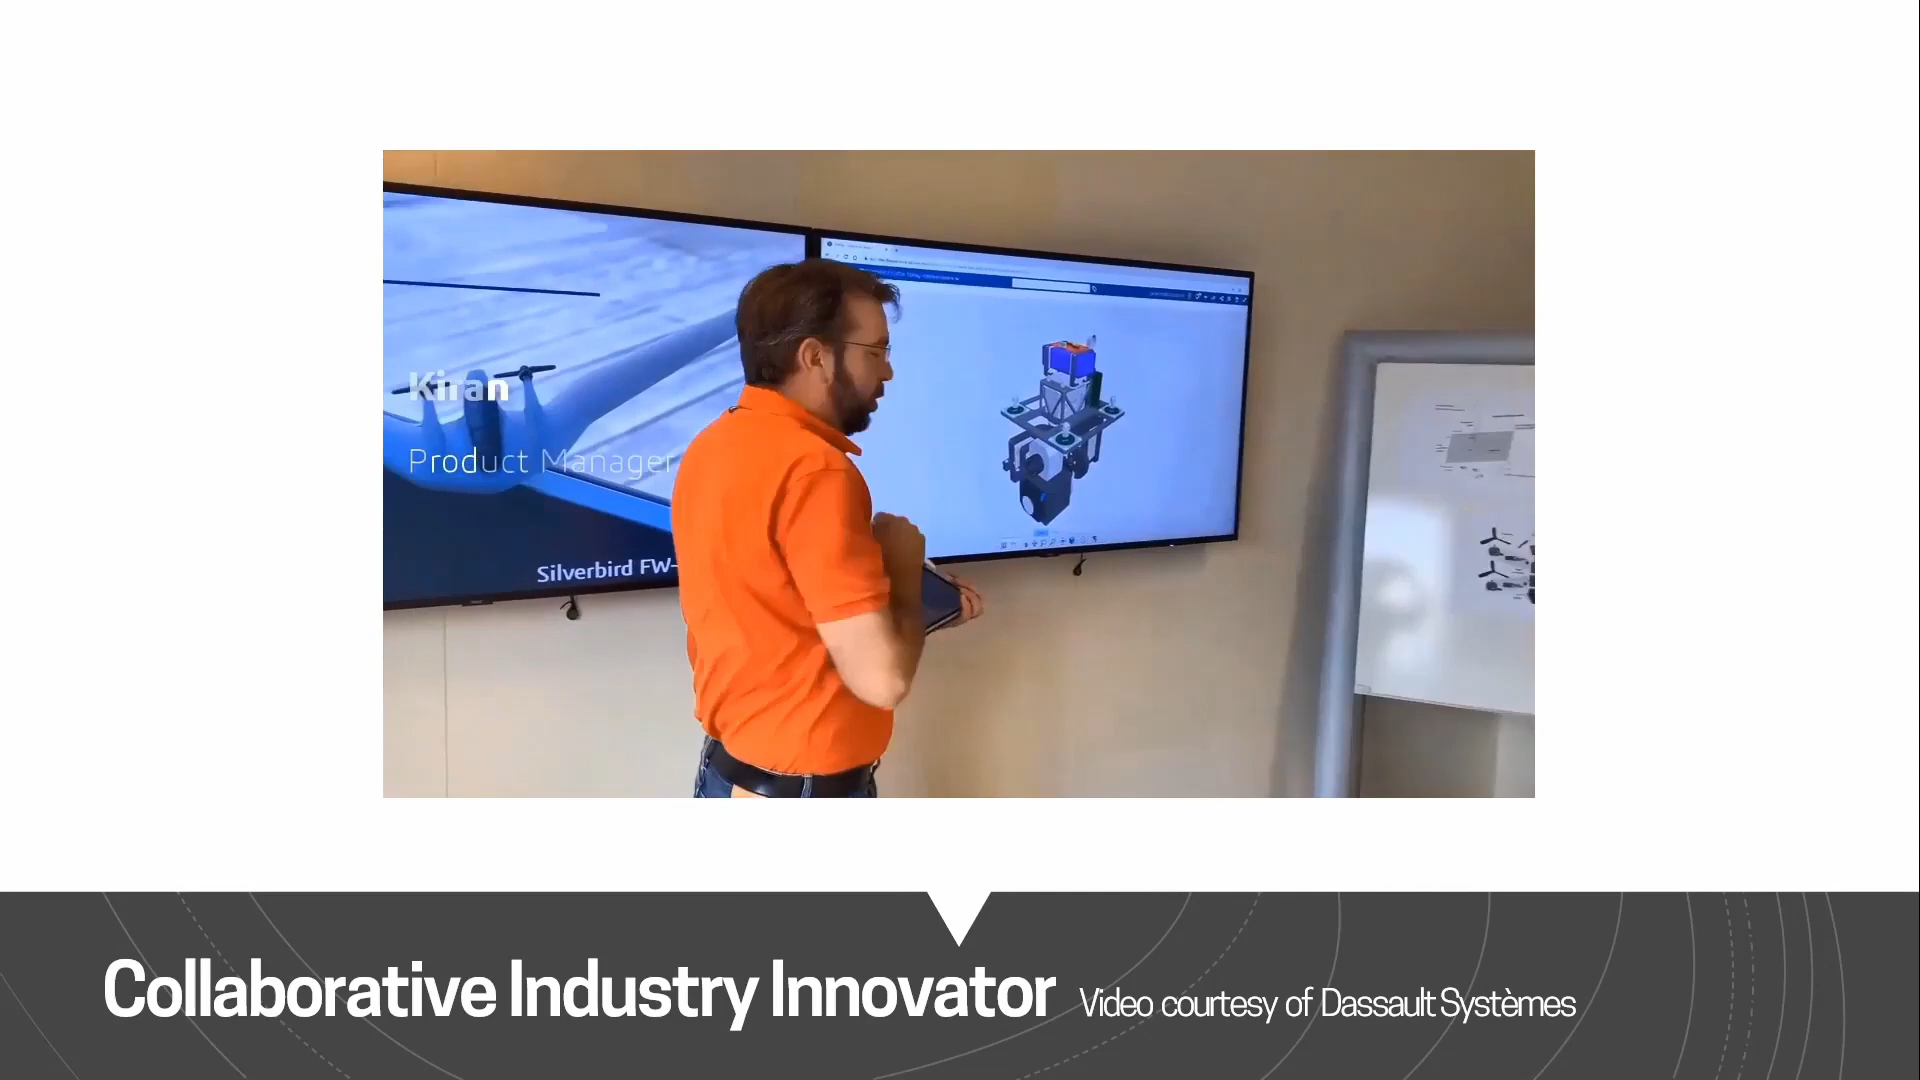 Kiran
Product Manager
Silverbird FW-
Collaborative Industry Innovator Video courtesy of Dassault Systèmes